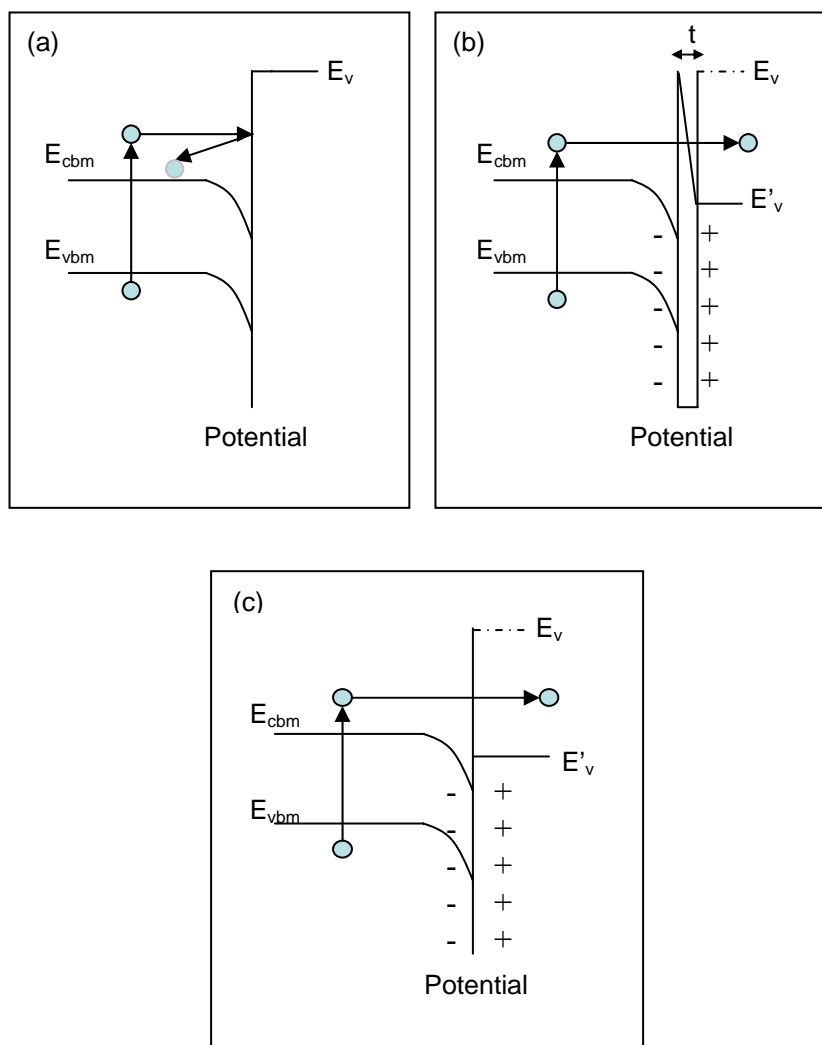 (a)
E_v
E_cbm
E_vbm
Potential
(b)
t
E_v
E_cbm
E'_v
- +
E_vbm
- +
- +
- +
- +
Potential
(c)
E_v
E_cbm
E'_v
- +
E_vbm
- +
- +
- +
- +
Potential